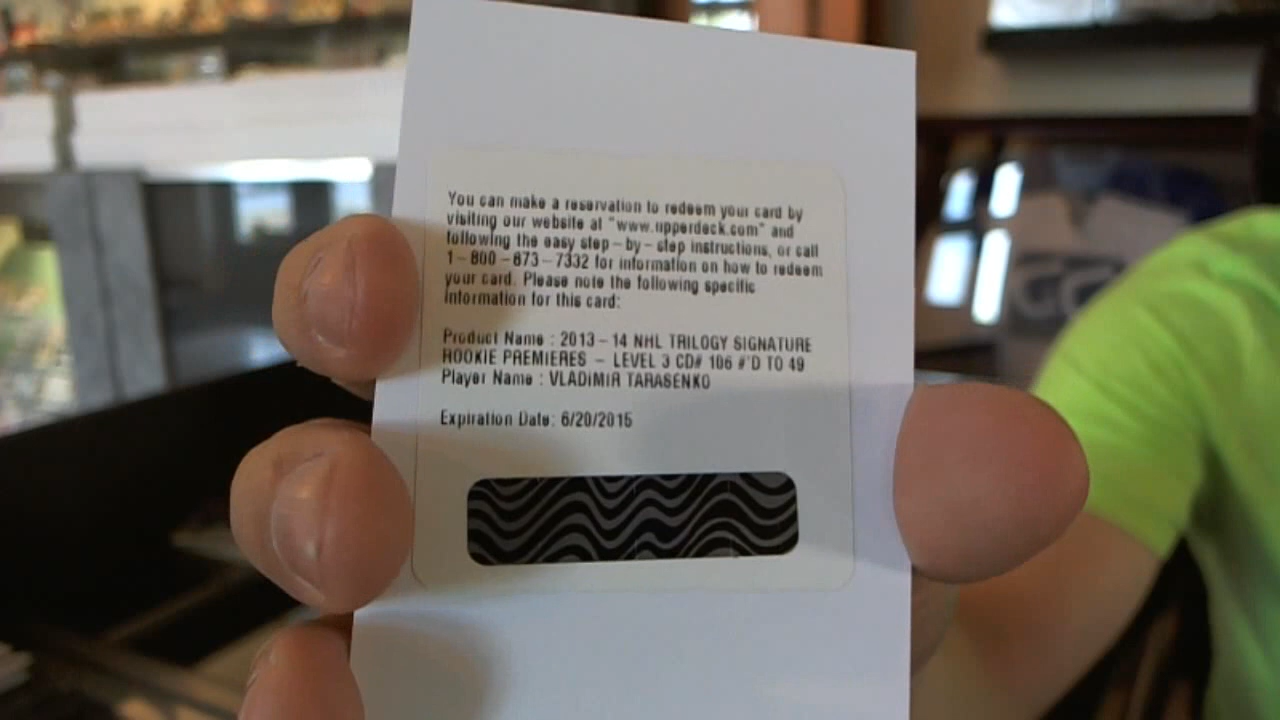 You can make a reservation to redeem your card by
visiting our website at "www.upperdeck.com" and
following the easy step-by-step instructions, or call
1-800-873-7332 for information on how to redeem
your card. Please note the following specific
information for this card:
Product Name : 2013-14 NHL TRILOGY SIGNATURE
ROOKIE PREMIERES - LEVEL 3 CD# 106 #'D TO 49
Player Name : VLADIMIR TARASENKO
Expiration Date: 6/20/2015